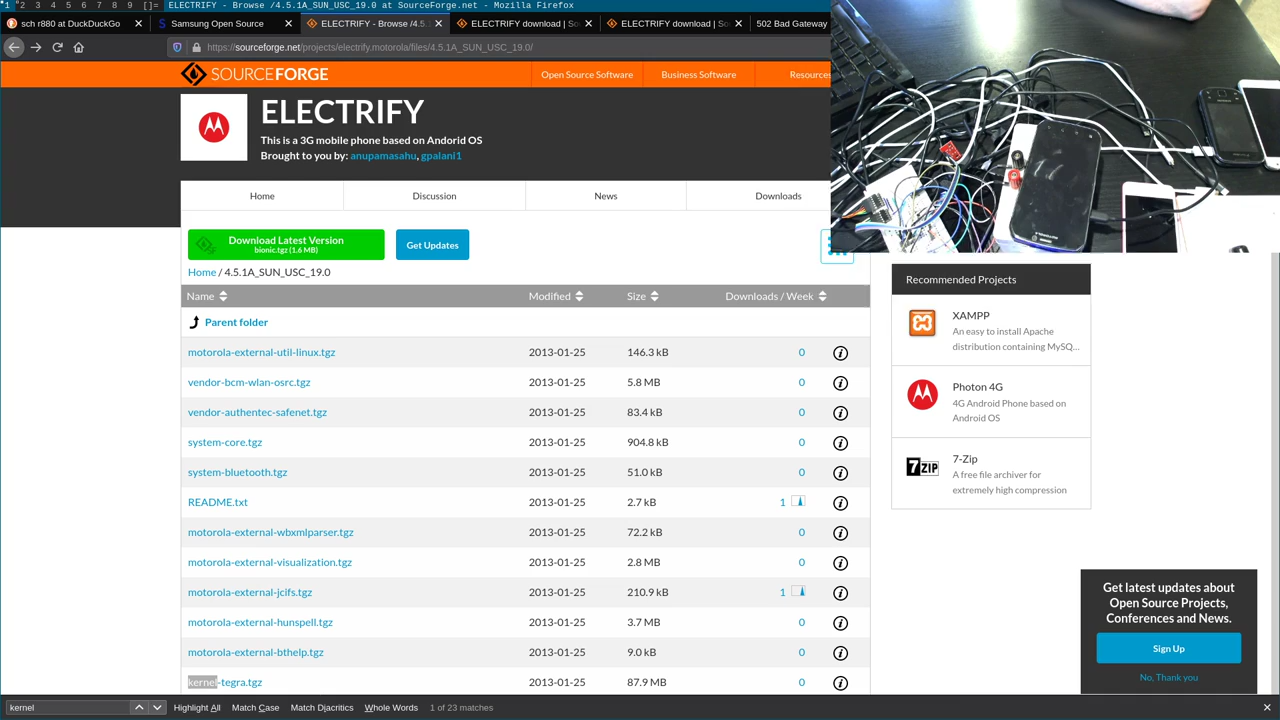 1 2 3 4 5 6 7 8 9 []= ELECTRIFY - Browse /4.5.1A_SUN_USC_19.0 at SourceForge.net - Mozilla Firefox
sch r880 at DuckDuckGo
Samsung Open Source
ELECTRIFY - Browse /4.5.
ELECTRIFY download | So
ELECTRIFY download | So
502 Bad Gateway
https://sourceforge.net/projects/electrify.motorola/files/4.5.1A_SUN_USC_19.0/
SOURCEFORGE
Open Source Software Business Software Resources
ELECTRIFY
This is a 3G mobile phone based on Andorid OS
Brought to you by: anupamasahu, gpalani1
Home Discussion News Downloads
Download Latest Version
bionic.tgz (1.6 MB)
Get Updates
Home / 4.5.1A_SUN_USC_19.0
Name Modified Size Downloads / Week
Parent folder
motorola-external-util-linux.tgz 2013-01-25 146.3 kB 0
vendor-bcm-wlan-osrc.tgz 2013-01-25 5.8 MB 0
vendor-authentec-safenet.tgz 2013-01-25 83.4 kB 0
system-core.tgz 2013-01-25 904.8 kB 0
system-bluetooth.tgz 2013-01-25 51.0 kB 0
README.txt 2013-01-25 2.7 kB 1
motorola-external-wbxmlparser.tgz 2013-01-25 72.2 kB 0
motorola-external-visualization.tgz 2013-01-25 2.8 MB 0
motorola-external-jcifs.tgz 2013-01-25 210.9 kB 1
motorola-external-hunspell.tgz 2013-01-25 3.7 MB 0
motorola-external-bthelp.tgz 2013-01-25 9.0 kB 0
kernel-tegra.tgz 2013-01-25 87.9 MB 0
Recommended Projects
XAMPP
An easy to install Apache
distribution containing MySQ...
Photon 4G
4G Android Phone based on
Android OS
7-Zip
7ZIP
A free file archiver for
extremely high compression
Get latest updates about
Open Source Projects,
Conferences and News.
Sign Up
No, Thank you
kernel Highlight All Match Case Match Diacritics Whole Words 1 of 23 matches